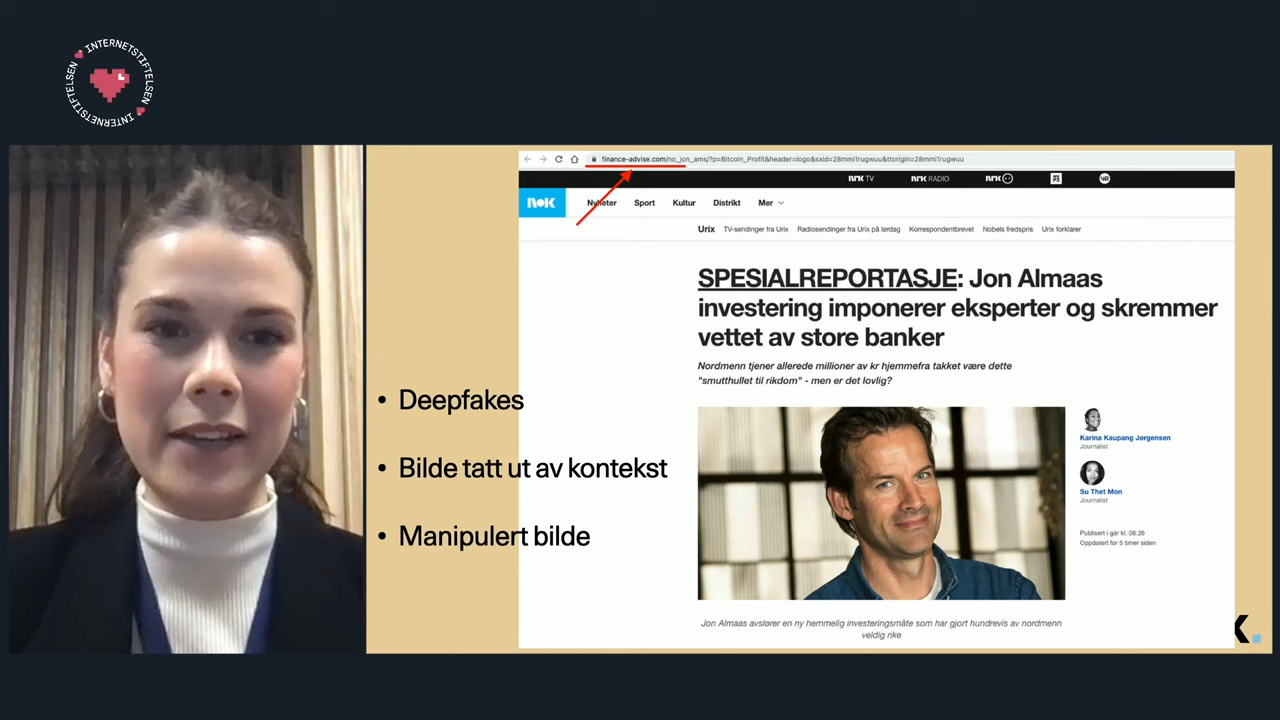 INTERNETSTIFTELSEN
INTERNETSTIFTELSEN
finance-advise.com/no_jon_ams/?p=Bitcoin_Profit&header=logo&sxid=28mmi1rugwuu&ttorigin=28mmi1rugwuu
NRK TV
NRK RADIO
NRK
NOK
Nyheter
Sport
Kultur
Distrikt
Mer
Urix
TV-sendinger fra Urix
Radiosendinger fra Urix på lørdag
Korrespondentbrevet
Nobels fredspris
Urix forklarer
SPESIALREPORTASJE: Jon Almaas
investering imponerer eksperter og skremmer
vettet av store banker
Nordmenn tjener allerede millioner av kr hjemmefra takket være dette
"smutthullet til rikdom" - men er det lovlig?
• Deepfakes
• Bilde tatt ut av kontekst
• Manipulert bilde
Karina Kaupang Jørgensen
Journalist
Su Thet Mon
Journalist
Publisert i går kl. 08:26
Oppdatert for 5 timer siden
Jon Almaas avslører en ny hemmelig investeringsmåte som har gjort hundrevis av nordmenn
veldig rike
K.